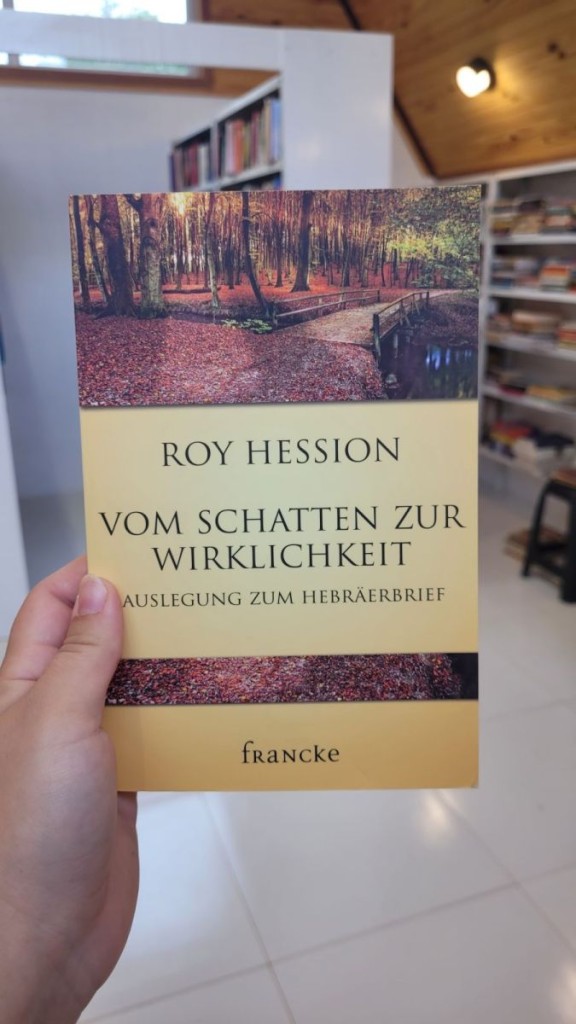 ROY HESSION
VOM SCHATTEN ZUR
WIRKLICHKEIT
AUSLEGUNG ZUM HEBRÄERBRIEF
francke